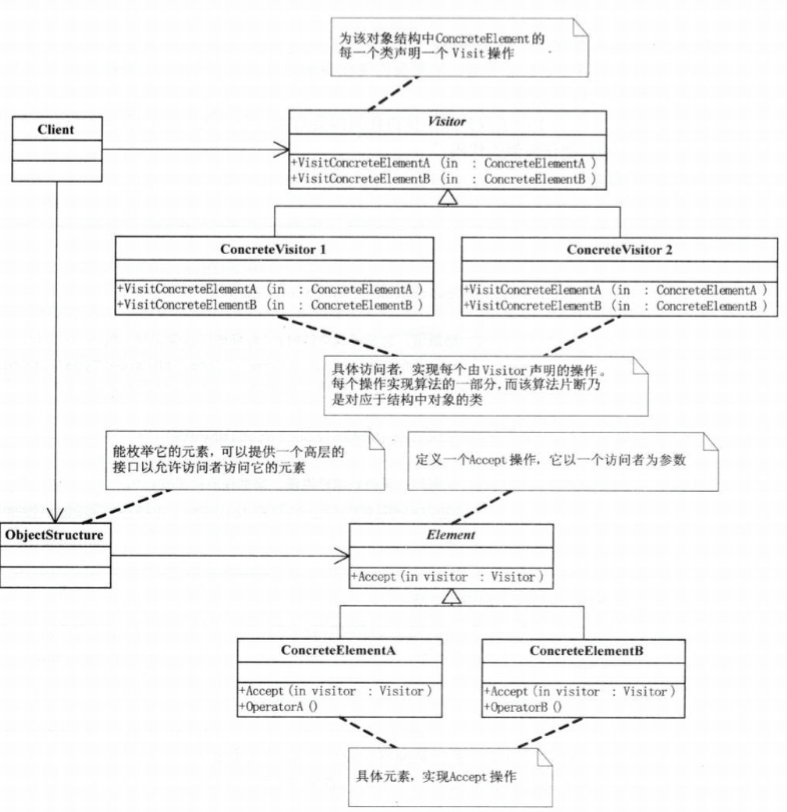 为该对象结构中ConcreteElement的
每一个类声明一个 Visit 操作
Client
Visitor
+VisitConcreteElementA (in : ConcreteElementA )
+VisitConcreteElementB (in : ConcreteElementB )
ConcreteVisitor 1
+VisitConcreteElementA (in : ConcreteElementA )
+VisitConcreteElementB (in : ConcreteElementB )
ConcreteVisitor 2
+VisitConcreteElementA (in : ConcreteElementA )
+VisitConcreteElementB (in : ConcreteElementB )
具体访问者，实现每个由Visitor 声明的操作。
每个操作实现算法的一部分，而该算法片断乃
是对应于结构中对象的类
能枚举它的元素，可以提供一个高层的
接口以允许访问者访问它的元素
定义一个Accept 操作，它以一个访问者为参数
ObjectStructure
Element
+Accept (in visitor : Visitor )
ConcreteElementA
+Accept (in visitor : Visitor )
+OperatorA ()
ConcreteElementB
+Accept (in visitor : Visitor )
+OperatorB ()
具体元素，实现Accept 操作